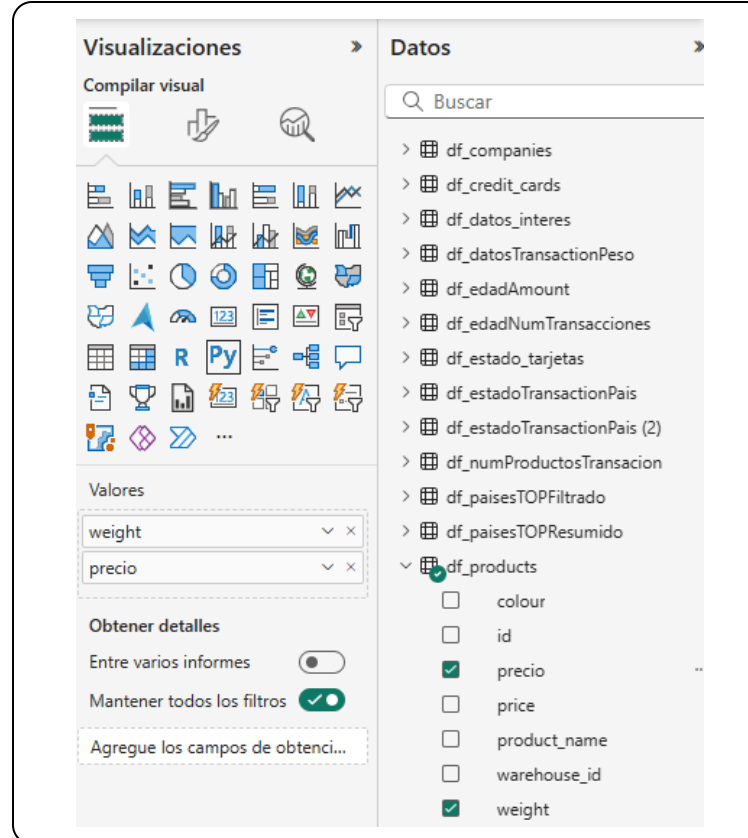 Visualizaciones
Compilar visual
123
R
Py
123
Valores
weight
precio
Obtener detalles
Entre varios informes
Mantener todos los filtros
Agregue los campos de obtenci...
Datos
Buscar
df_companies
df_credit_cards
df_datos_interes
df_datosTransactionPeso
df_edadAmount
df_edadNumTransacciones
df_estado_tarjetas
df_estadoTransactionPais
df_estadoTransactionPais (2)
df_numProductosTransacion
df_paisesTOPFiltrado
df_paisesTOPResumido
df_products
colour
id
precio
price
product_name
warehouse_id
weight